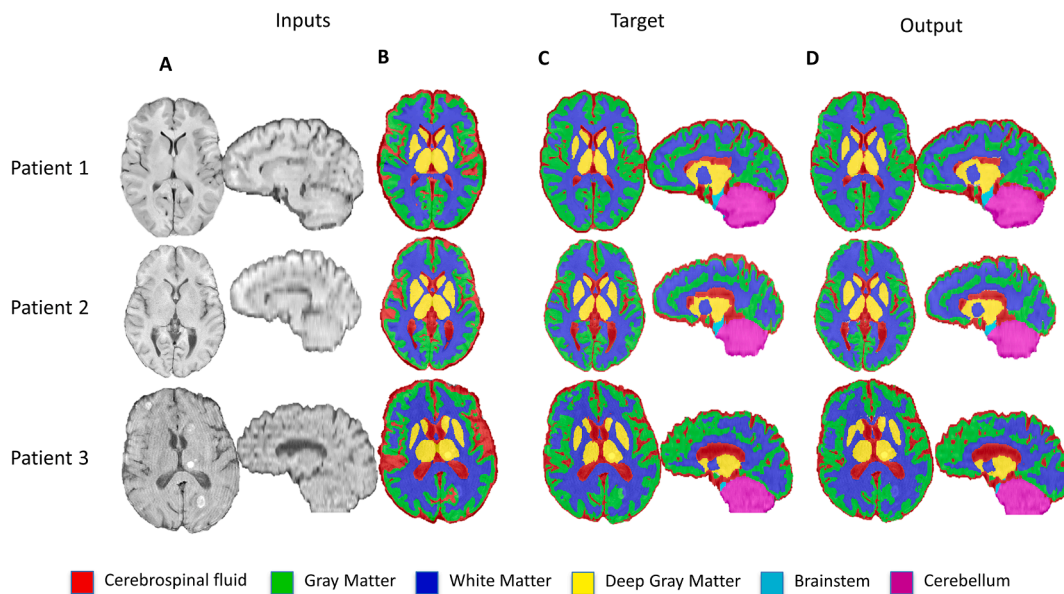 Inputs Target Output
A B C D
Patient 1
Patient 2
Patient 3
Cerebrospinal fluid Gray Matter White Matter Deep Gray Matter Brainstem Cerebellum